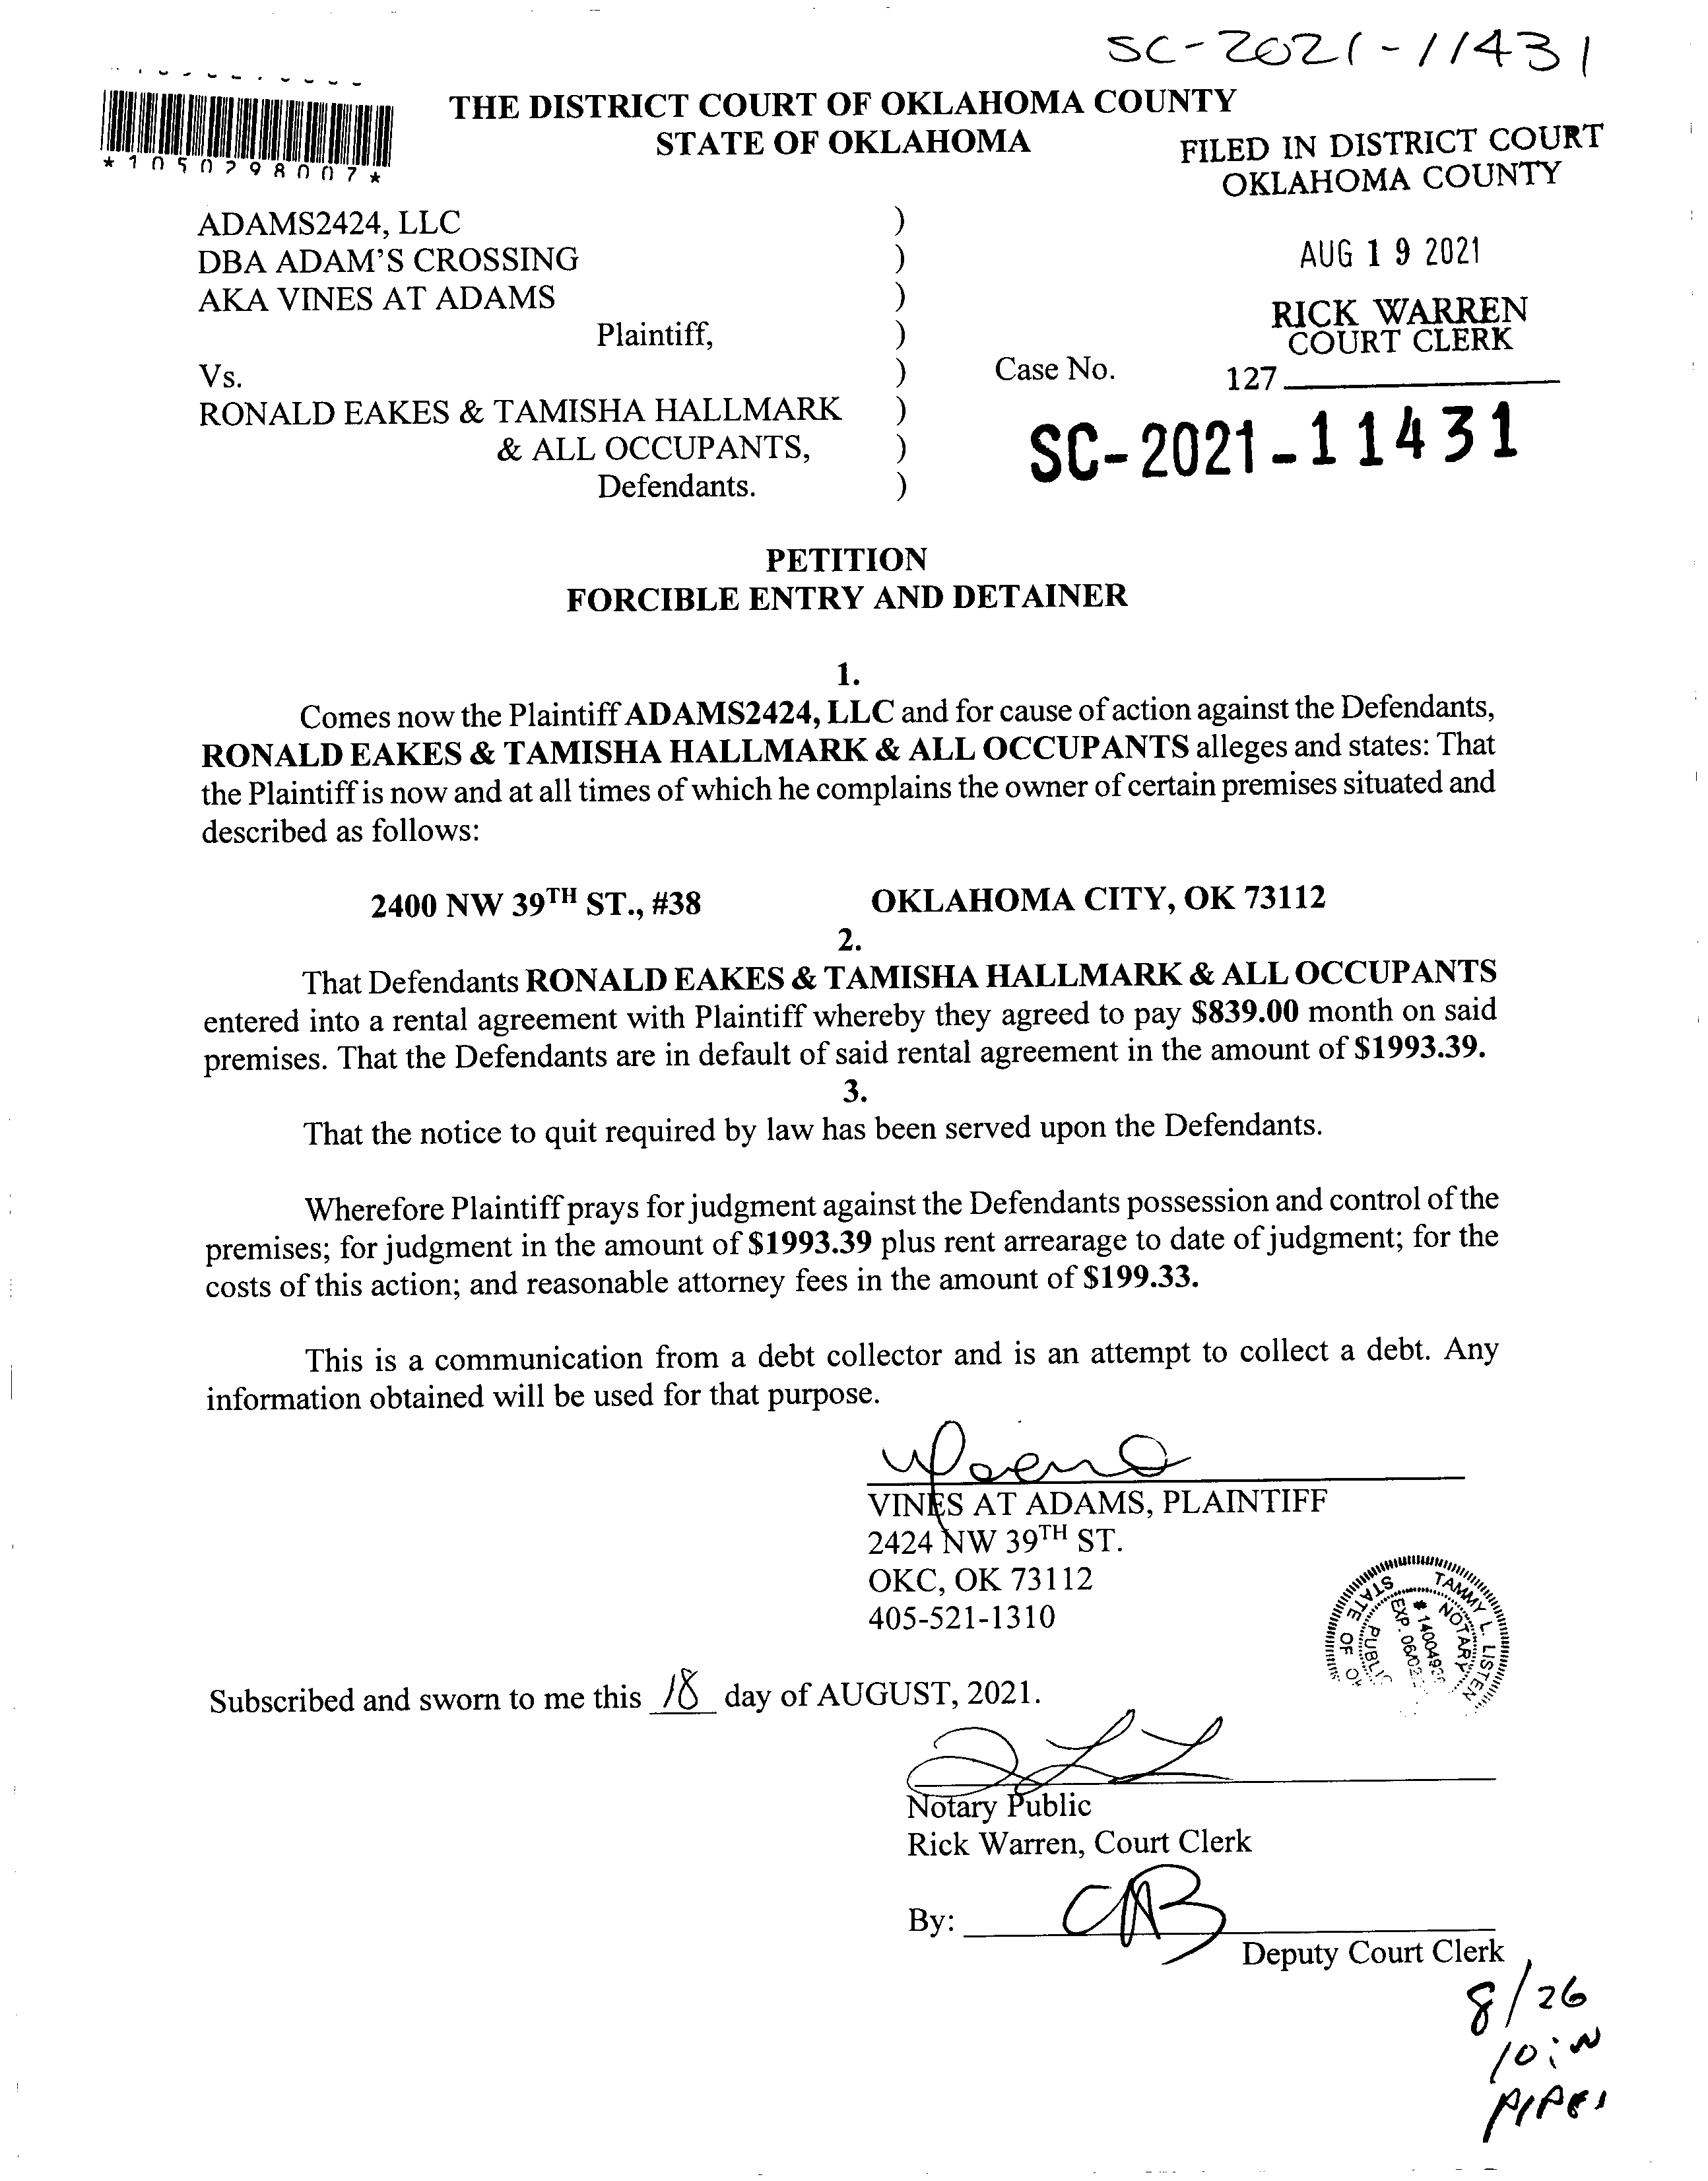 SC-2021-11431
*1050298007*
THE DISTRICT COURT OF OKLAHOMA COUNTY
STATE OF OKLAHOMA
FILED IN DISTRICT COURT
OKLAHOMA COUNTY
AUG 19 2021
RICK WARREN
COURT CLERK
127
ADAMS2424, LLC )
DBA ADAM'S CROSSING )
AKA VINES AT ADAMS )
Plaintiff, )
Vs. ) Case No.
RONALD EAKES & TAMISHA HALLMARK )
& ALL OCCUPANTS, )
Defendants. )
SC-2021-11431
PETITION
FORCIBLE ENTRY AND DETAINER
1.
Comes now the Plaintiff ADAMS2424, LLC and for cause of action against the Defendants,
RONALD EAKES & TAMISHA HALLMARK & ALL OCCUPANTS alleges and states: That
the Plaintiff is now and at all times of which he complains the owner of certain premises situated and
described as follows:
2400 NW 39TH ST., #38 OKLAHOMA CITY, OK 73112
2.
That Defendants RONALD EAKES & TAMISHA HALLMARK & ALL OCCUPANTS
entered into a rental agreement with Plaintiff whereby they agreed to pay $839.00 month on said
premises. That the Defendants are in default of said rental agreement in the amount of $1993.39.
3.
That the notice to quit required by law has been served upon the Defendants.
Wherefore Plaintiff prays for judgment against the Defendants possession and control of the
premises; for judgment in the amount of $1993.39 plus rent arrearage to date of judgment; for the
costs of this action; and reasonable attorney fees in the amount of $199.33.
This is a communication from a debt collector and is an attempt to collect a debt. Any
information obtained will be used for that purpose.
VINES AT ADAMS, PLAINTIFF
2424 NW 39TH ST.
OKC, OK 73112
405-521-1310
TAMMY L. LISTEN
NOTARY PUBLIC
STATE OF
EXP.
Subscribed and sworn to me this 18 day of AUGUST, 2021.
Notary Public
Rick Warren, Court Clerk
By:
Deputy Court Clerk
8/26